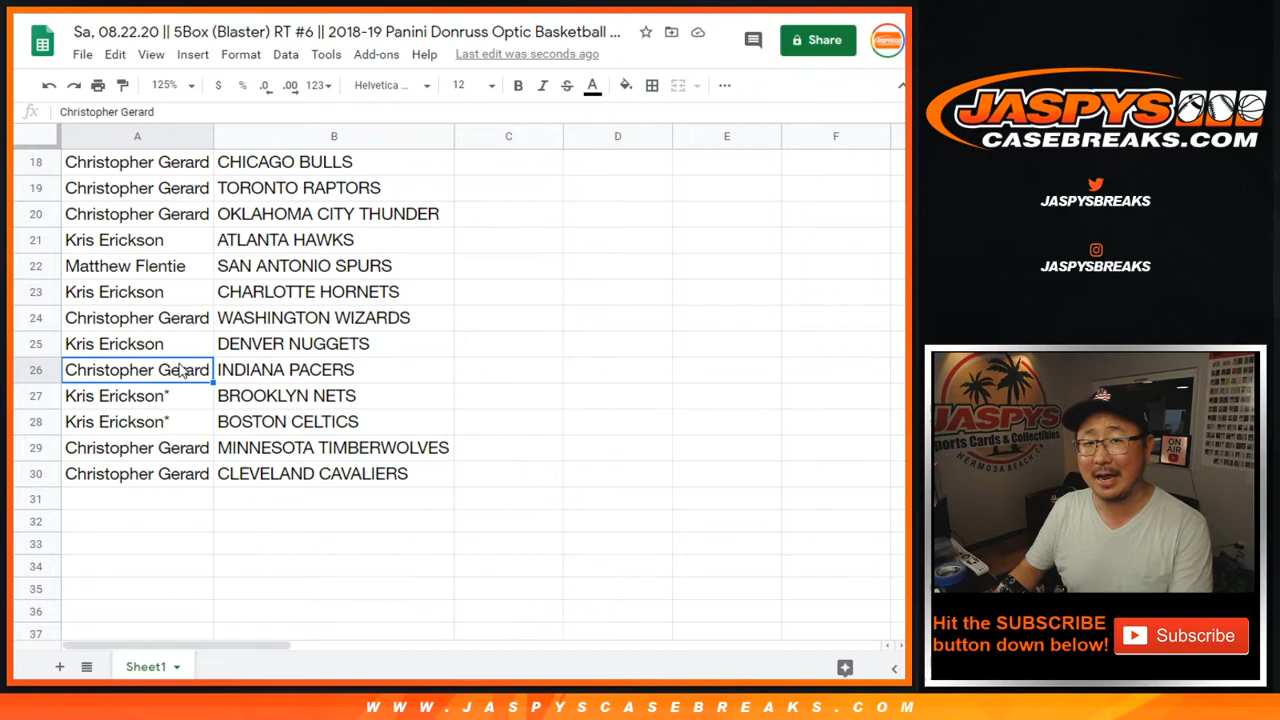 Sa, 08.22.20 || 5Box (Blaster) RT #6 || 2018-19 Panini Donruss Optic Basketball ...
File Edit View Insert Format Data Tools Add-ons Help Last edit was seconds ago
Share
125% $ % .0 .00 123 Helvetica ... 12 B I S A ...
fx Christopher Gerard
A B C D E F
18 Christopher Gerard CHICAGO BULLS
19 Christopher Gerard TORONTO RAPTORS
20 Christopher Gerard OKLAHOMA CITY THUNDER
21 Kris Erickson ATLANTA HAWKS
22 Matthew Flentie SAN ANTONIO SPURS
23 Kris Erickson CHARLOTTE HORNETS
24 Christopher Gerard WASHINGTON WIZARDS
25 Kris Erickson DENVER NUGGETS
26 Christopher Gerard INDIANA PACERS
27 Kris Erickson* BROOKLYN NETS
28 Kris Erickson* BOSTON CELTICS
29 Christopher Gerard MINNESOTA TIMBERWOLVES
30 Christopher Gerard CLEVELAND CAVALIERS
31
32
33
34
35
36
37
Sheet1
JASPYS
CASEBREAKS.COM
JASPYSBREAKS
JASPYSBREAKS
JASPYS
Sports Cards & Collectibles
HERMOSA BEACH, CA
ON
AIR
Hit the SUBSCRIBE
button down below!
Subscribe
WWW.JASPYSCASEBREAKS.COM